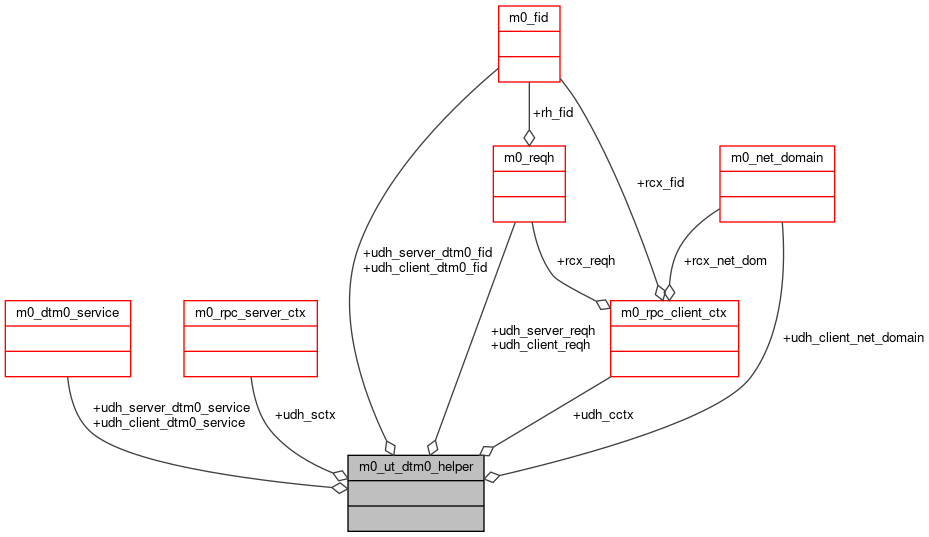 m0_fid
+rh_fid
m0_reqh
m0_net_domain
+rcx_fid
+udh_server_dtm0_fid
+udh_client_dtm0_fid
+rcx_reqh
+rcx_net_dom
m0_dtm0_service
m0_rpc_server_ctx
m0_rpc_client_ctx
+udh_server_reqh
+udh_client_reqh
+udh_client_net_domain
+udh_server_dtm0_service
+udh_client_dtm0_service
+udh_sctx
+udh_cctx
m0_ut_dtm0_helper